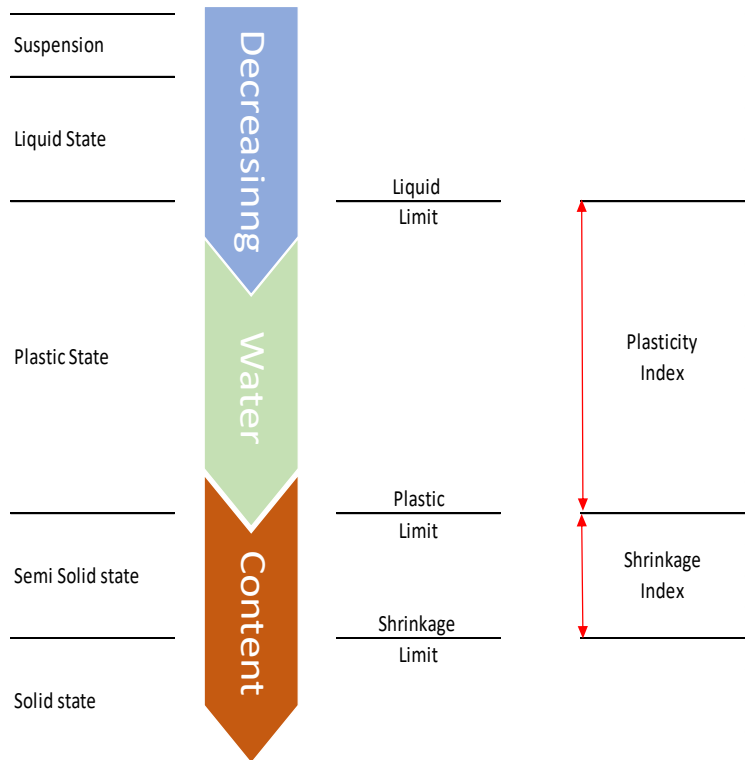 Suspension
Liquid State
Plastic State
Semi Solid state
Solid state
Decreasinng
Water
Content
Liquid
Limit
Plastic
Limit
Shrinkage
Limit
Plasticity
Index
Shrinkage
Index